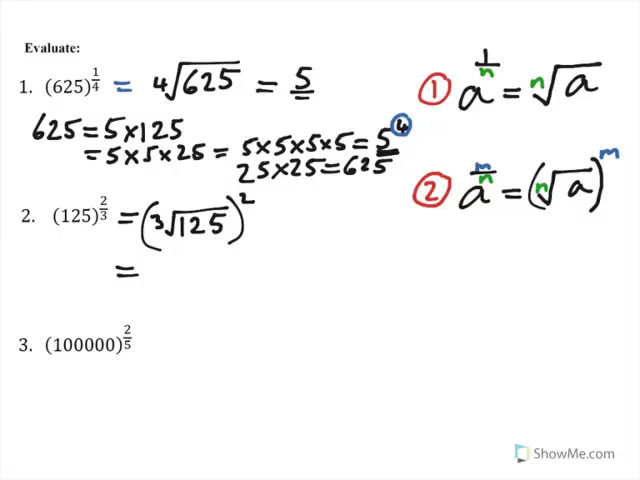 Evaluate:
1. (625)^(1/4) = ⁴√625 = 5
625 = 5×125
= 5×5×25 = 5×5×5×5 = 5^4
25×25 = 625
2. (125)^(2/3) = (³√125)^2
=
3. (100000)^(2/5)
① a^(1/n) = ⁿ√a
② a^(m/n) = (ⁿ√a)^m
ShowMe.com